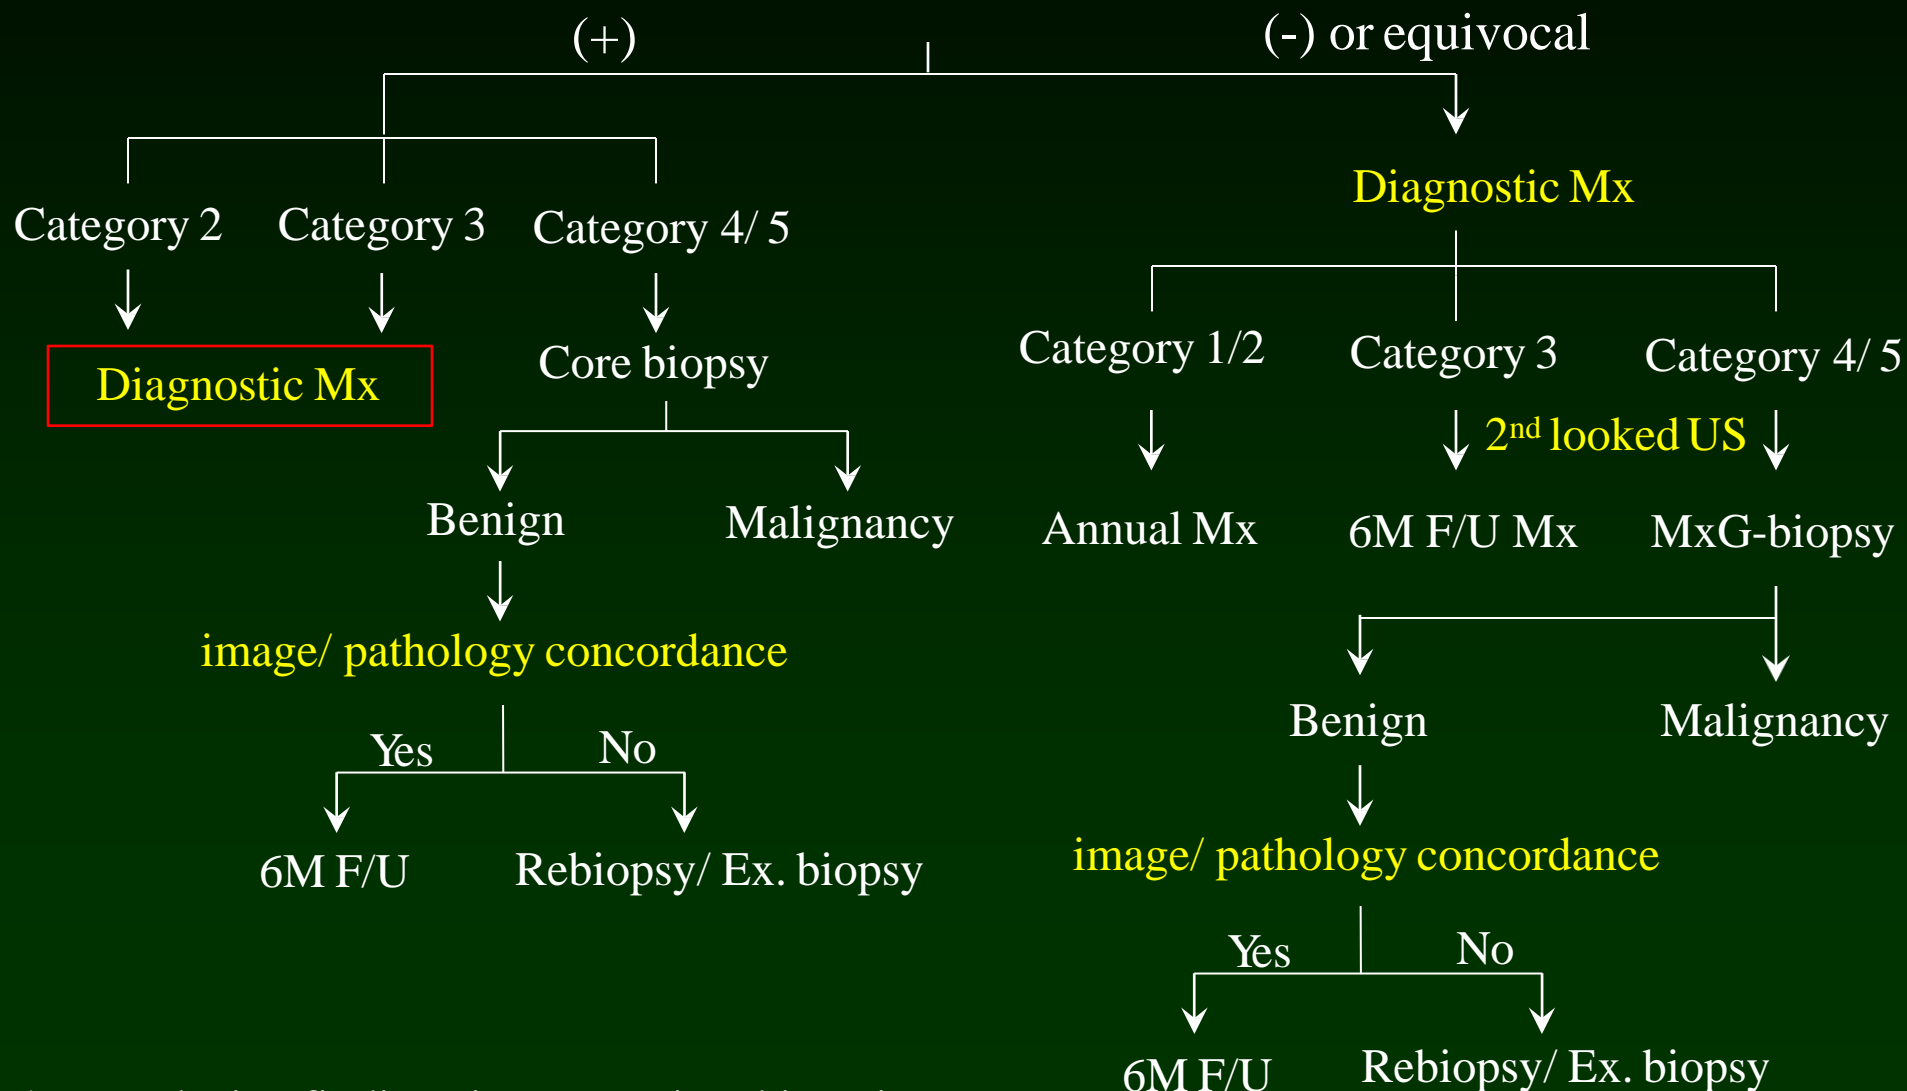 (+)
(-) or equivocal
Diagnostic Mx
Category 2
Category 3
Category 4/ 5
Category 1/2
Category 3
Category 4/ 5
Diagnostic Mx
Core biopsy
2nd looked US
Benign
Malignancy
Annual Mx
6M F/U Mx
MxG-biopsy
image/ pathology concordance
Benign
Malignancy
Yes
No
6M F/U
Rebiopsy/ Ex. biopsy
image/ pathology concordance
Yes
No
6M F/U
Rebiopsy/ Ex. biopsy